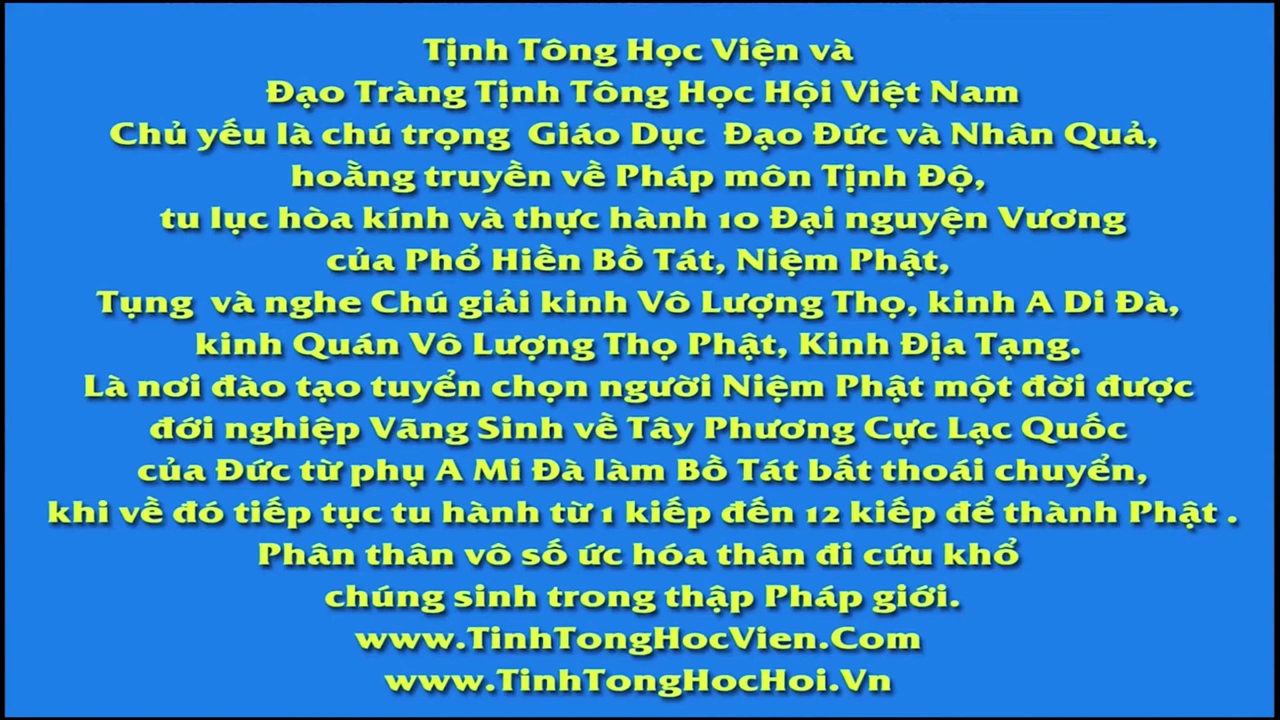 Tịnh Tông Học Viện và
Đạo Tràng Tịnh Tông Học Hội Việt Nam
Chủ yếu là chú trọng Giáo Dục Đạo Đức và Nhân Quả,
hoằng truyền về Pháp môn Tịnh Độ,
tu lục hòa kính và thực hành 10 Đại nguyện Vương
của Phổ Hiền Bồ Tát, Niệm Phật,
Tụng và nghe Chú giải kinh Vô Lượng Thọ, kinh A Di Đà,
kinh Quán Vô Lượng Thọ Phật, Kinh Địa Tạng.
Là nơi đào tạo tuyển chọn người Niệm Phật một đời được
đới nghiệp Vãng Sinh về Tây Phương Cực Lạc Quốc
của Đức từ phụ A Mi Đà làm Bồ Tát bất thoái chuyển,
khi về đó tiếp tục tu hành từ 1 kiếp đến 12 kiếp để thành Phật .
Phân thân vô số ức hóa thân đi cứu khổ
chúng sinh trong thập Pháp giới.
www.TinhTongHocVien.Com
www.TinhTongHocHoi.Vn